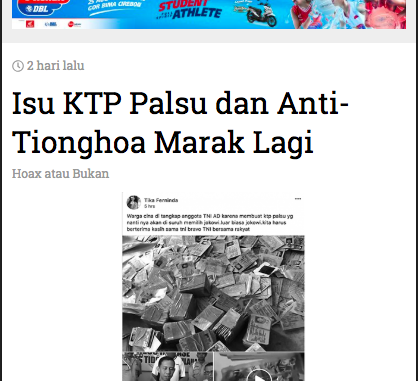 DBL
STUDENT
ATHLETE
2 hari lalu
Isu KTP Palsu dan Anti-
Tionghoa Marak Lagi
Hoax atau Bukan
Tika Ferninda
5 hrs
Warga cina di tangkap anggota TNI AD karena membuat ktp palsu yg
nanti nya akan di suruh memilih jokowi.luar biasa jokowi.kita harus
berterima kasih sama tni bravo TNI bersama rakyat